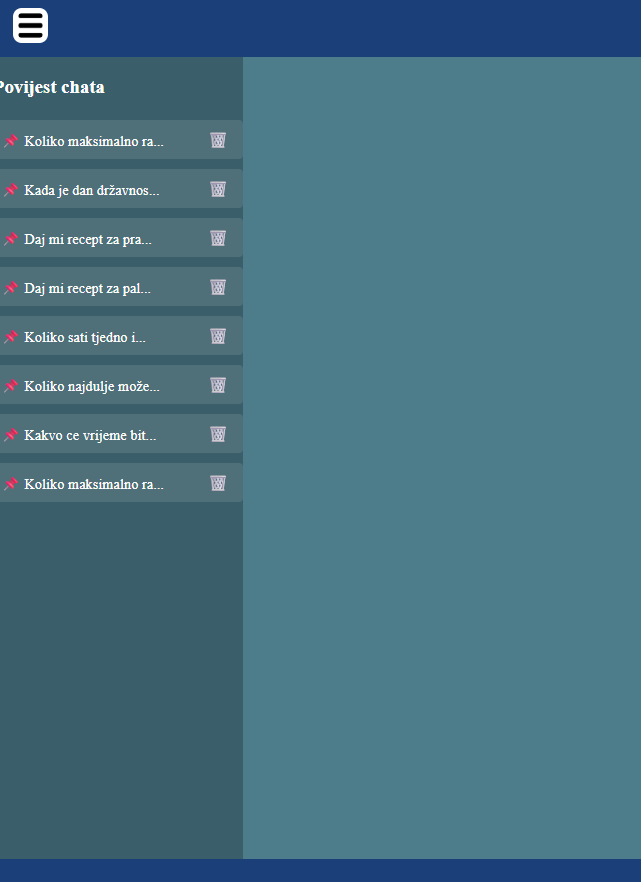 Povijest chata
Koliko maksimalno ra...
Kada je dan državnos...
Daj mi recept za pra...
Daj mi recept za pal...
Koliko sati tjedno i...
Koliko najdulje može...
Kakvo ce vrijeme bit...
Koliko maksimalno ra...